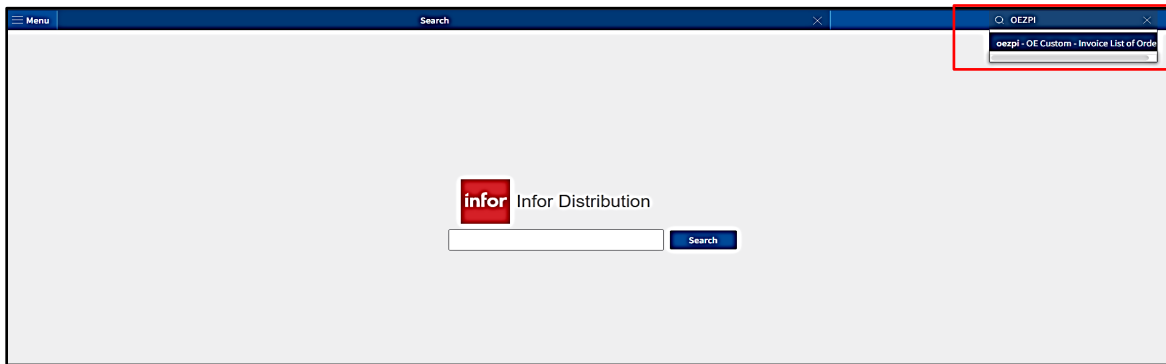 Menu
Search
OEZPI
oezpi - OE Custom - Invoice List of Orde
infor Infor Distribution
Search